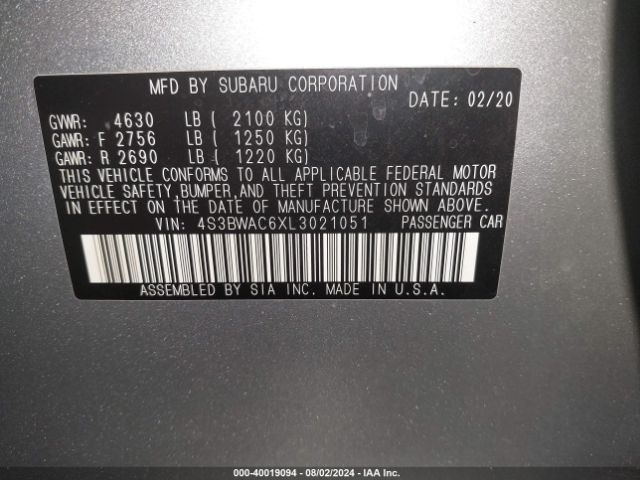 MFD BY SUBARU CORPORATION
DATE: 02/20
GVWR: 4630 LB ( 2100 KG)
GAWR: F 2756 LB ( 1250 KG)
GAWR: R 2690 LB ( 1220 KG)
THIS VEHICLE CONFORMS TO ALL APPLICABLE FEDERAL MOTOR
VEHICLE SAFETY,BUMPER,AND THEFT PREVENTION STANDARDS
IN EFFECT ON THE DATE OF MANUFACTURE SHOWN ABOVE.
VIN: 4S3BWAC6XL3021051 PASSENGER CAR
ASSEMBLED BY SIA INC. MADE IN U.S.A.
000-40019094 - 08/02/2024 - IAA Inc.